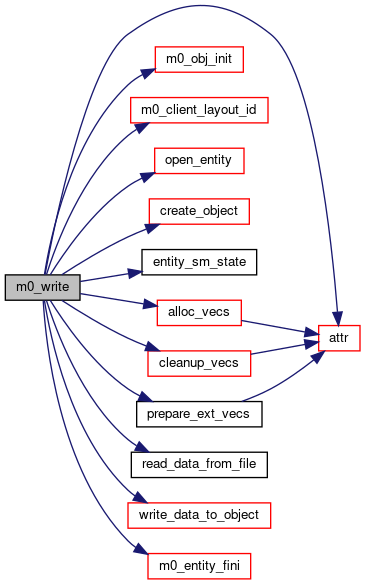 m0_obj_init
m0_client_layout_id
open_entity
create_object
entity_sm_state
m0_write
alloc_vecs
attr
cleanup_vecs
prepare_ext_vecs
read_data_from_file
write_data_to_object
m0_entity_fini